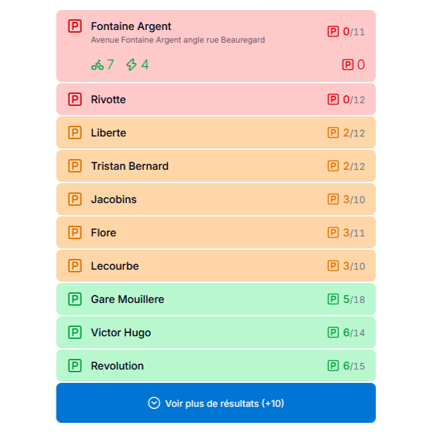 P Fontaine Argent P 0/11
Avenue Fontaine Argent angle rue Beauregard
7 4 P 0
P Rivotte P 0/12
P Liberte P 2/12
P Tristan Bernard P 2/12
P Jacobins P 3/10
P Flore P 3/11
P Lecourbe P 3/10
P Gare Mouillere P 5/18
P Victor Hugo P 6/14
P Revolution P 6/15
Voir plus de résultats (+10)